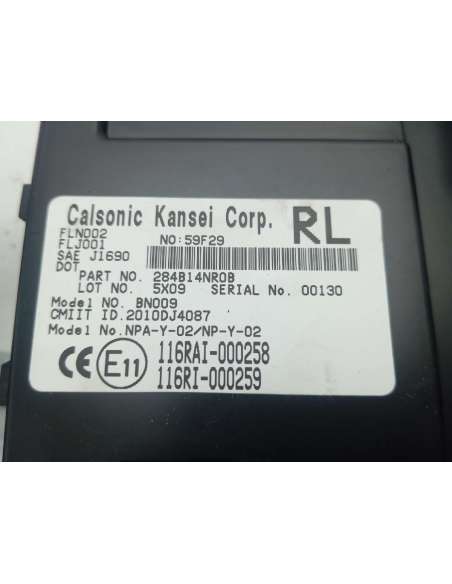 Calsonic Kansei Corp. RL
FLN002 NO:59F29
FLJ001
SAE J1690
DOT
PART NO. 284B14NR0B
LOT NO. 5X09 SERIAL No. 00130
Model NO. BN009
CMIIT ID.2010DJ4087
Model No.NPA-Y-02/NP-Y-02
CE E11 116RAI-000258
116RI-000259